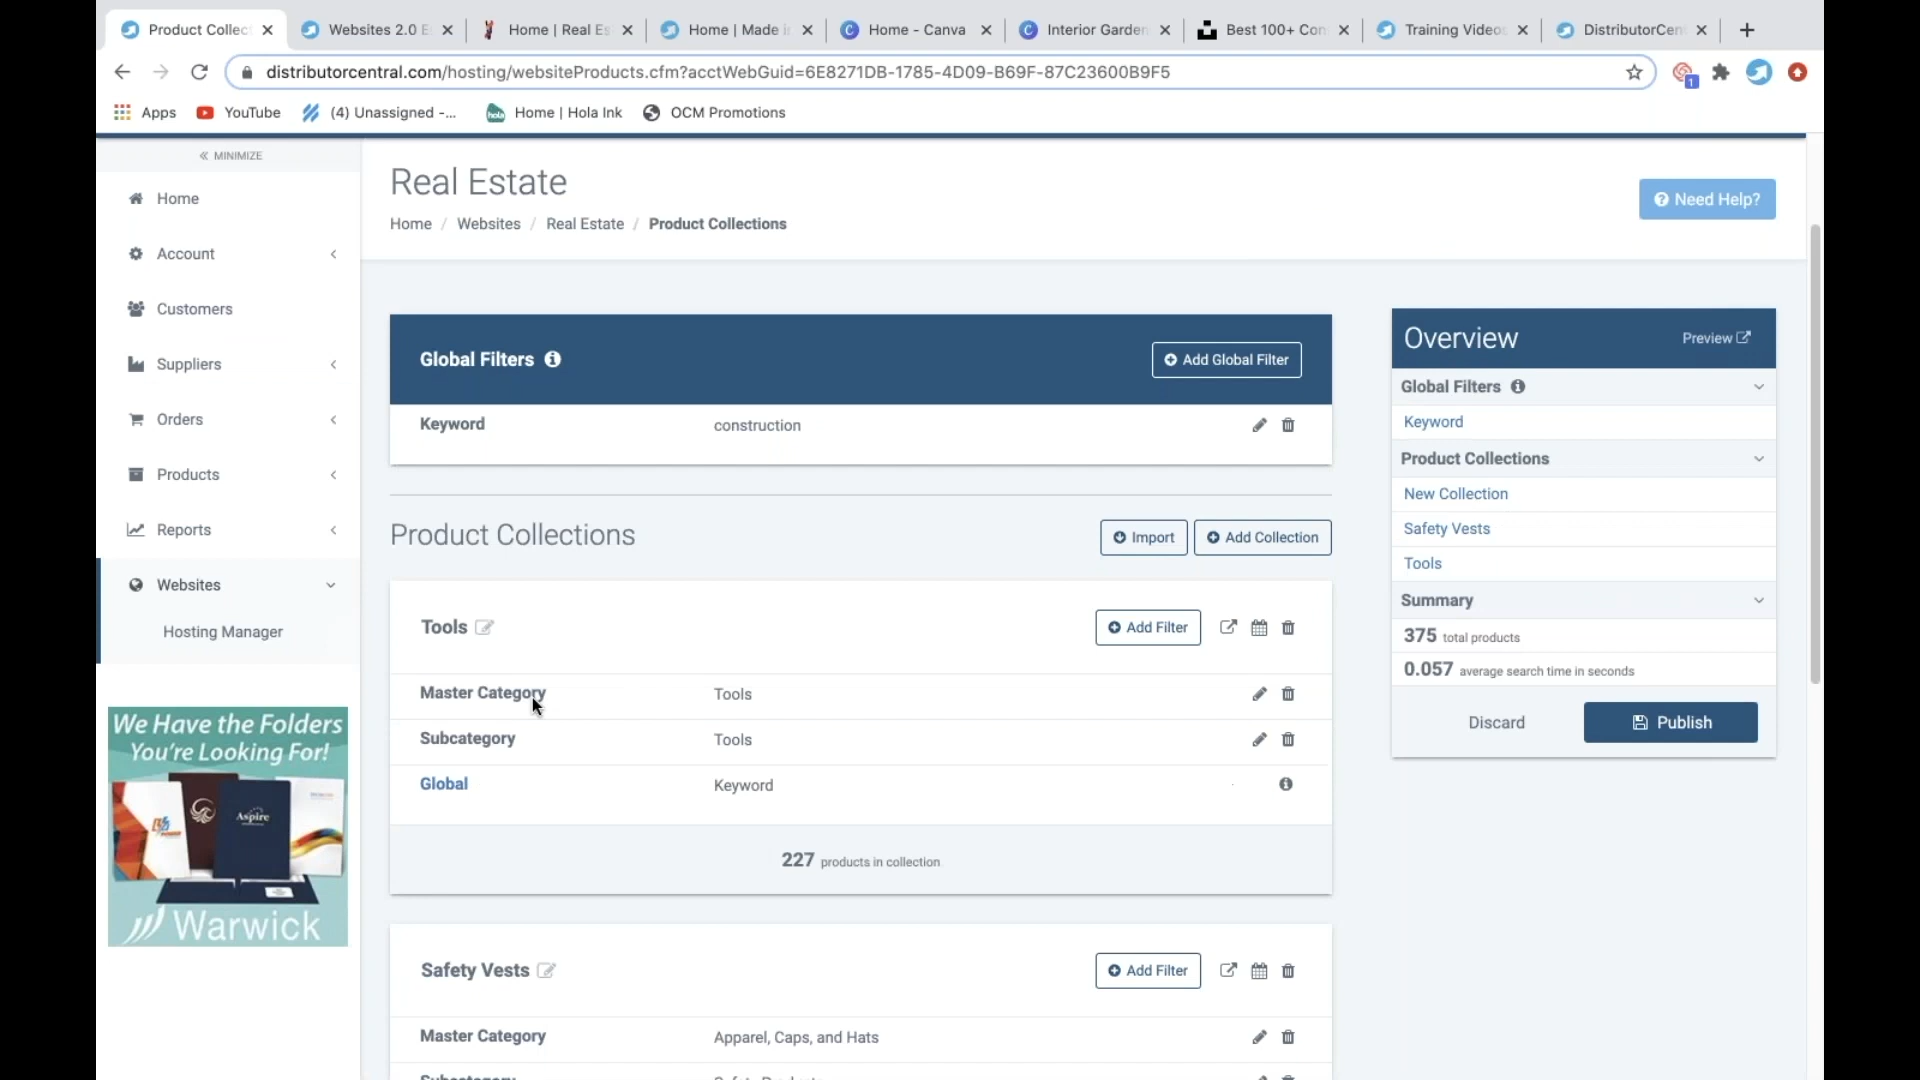 Product Collec
Websites 2.0 E
Home | Real Es
Home | Made i
Home - Canva
Interior Garden
Best 100+ Con
Training Videos
DistributorCen
distributorcentral.com/hosting/websiteProducts.cfm?acctWebGuid=6E8271DB-1785-4D09-B69F-87C23600B9F5
1
Apps
YouTube
(4) Unassigned -...
hola
Home | Hola Ink
OCM Promotions
« MINIMIZE
Home
Account
Customers
Suppliers
Orders
Products
Reports
Websites
Hosting Manager
We Have the Folders
You're Looking For!
Aspire
Warwick
Real Estate
Need Help?
Home / Websites / Real Estate / Product Collections
Global Filters
Add Global Filter
Keyword construction
Product Collections
Import
Add Collection
Tools
Add Filter
Master Category Tools
Subcategory Tools
Global Keyword
227 products in collection
Safety Vests
Add Filter
Master Category Apparel, Caps, and Hats
Overview
Preview
Global Filters
Keyword
Product Collections
New Collection
Safety Vests
Tools
Summary
375 total products
0.057 average search time in seconds
Discard
Publish